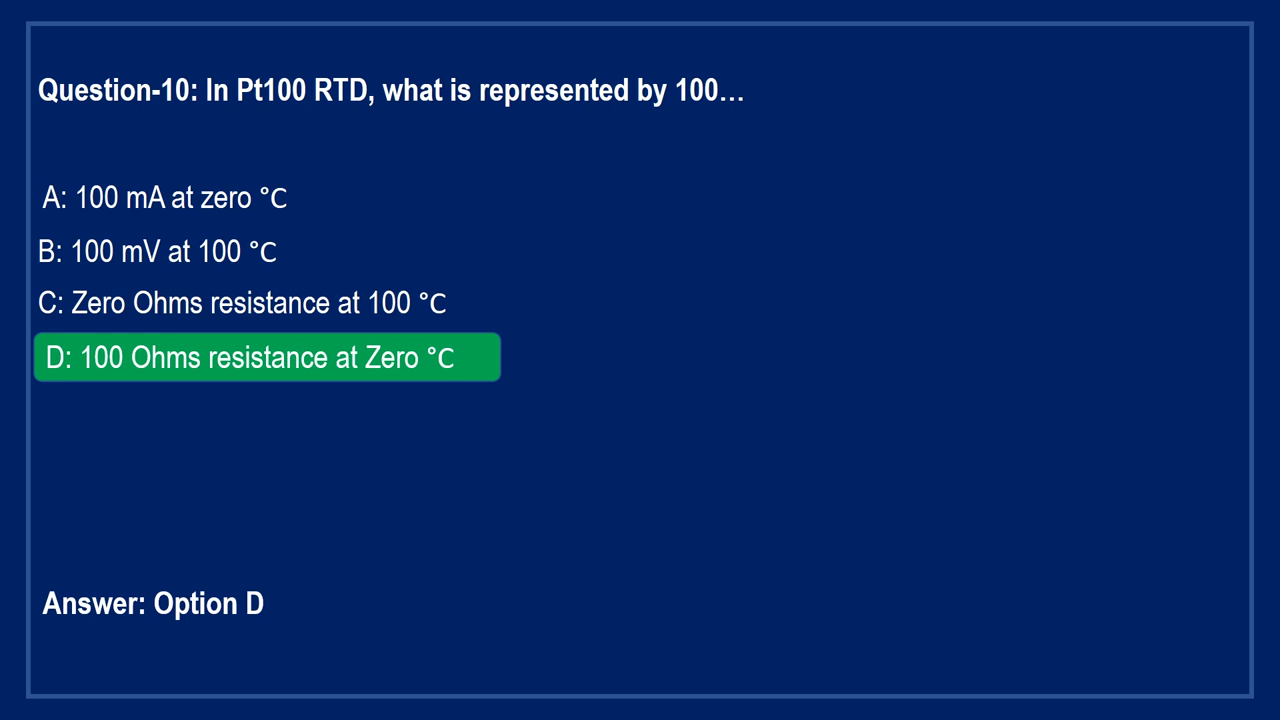 Question-10: In Pt100 RTD, what is represented by 100…
A: 100 mA at zero °C
B: 100 mV at 100 °C
C: Zero Ohms resistance at 100 °C
D: 100 Ohms resistance at Zero °C
Answer: Option D